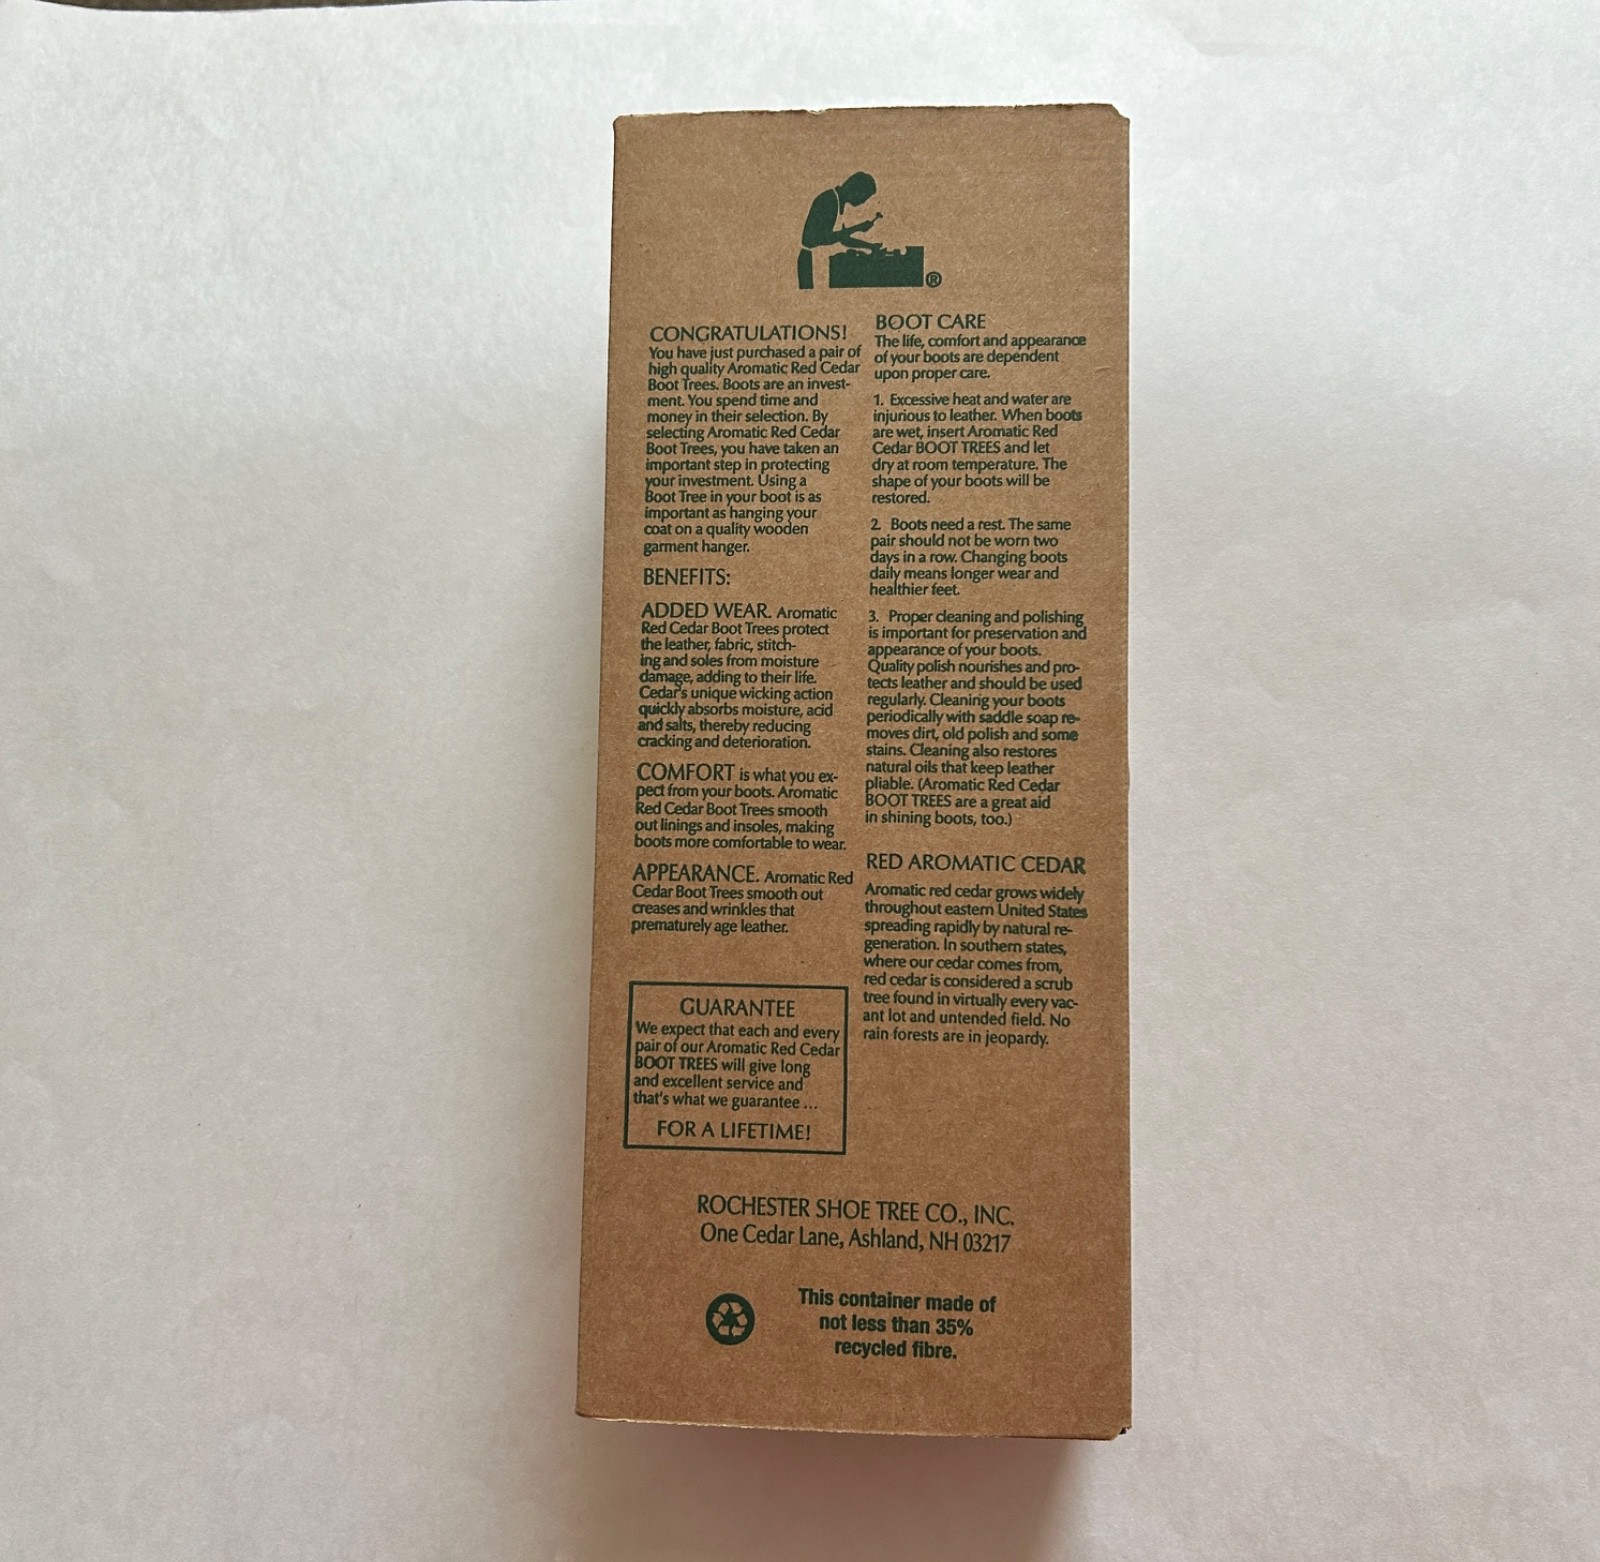 ®
CONGRATULATIONS!
You have just purchased a pair of
high quality Aromatic Red Cedar
Boot Trees. Boots are an invest-
ment. You spend time and
money in their selection. By
selecting Aromatic Red Cedar
Boot Trees, you have taken an
important step in protecting
your investment. Using a
Boot Tree in your boot is as
important as hanging your
coat on a quality wooden
garment hanger.
BENEFITS:
ADDED WEAR. Aromatic
Red Cedar Boot Trees protect
the leather, fabric, stitch-
ing and soles from moisture
damage, adding to their life.
Cedar's unique wicking action
quickly absorbs moisture, acid
and salts, thereby reducing
cracking and deterioration.
COMFORT is what you ex-
pect from your boots. Aromatic
Red Cedar Boot Trees smooth
out linings and insoles, making
boots more comfortable to wear.
APPEARANCE. Aromatic Red
Cedar Boot Trees smooth out
creases and wrinkles that
prematurely age leather.
GUARANTEE
We expect that each and every
pair of our Aromatic Red Cedar
BOOT TREES will give long
and excellent service and
that's what we guarantee ...
FOR A LIFETIME!
BOOT CARE
The life, comfort and appearance
of your boots are dependent
upon proper care.
1. Excessive heat and water are
injurious to leather. When boots
are wet, insert Aromatic Red
Cedar BOOT TREES and let
dry at room temperature. The
shape of your boots will be
restored.
2. Boots need a rest. The same
pair should not be worn two
days in a row. Changing boots
daily means longer wear and
healthier feet.
3. Proper cleaning and polishing
is important for preservation and
appearance of your boots.
Quality polish nourishes and pro-
tects leather and should be used
regularly. Cleaning your boots
periodically with saddle soap re-
moves dirt, old polish and some
stains. Cleaning also restores
natural oils that keep leather
pliable. (Aromatic Red Cedar
BOOT TREES are a great aid
in shining boots, too.)
RED AROMATIC CEDAR
Aromatic red cedar grows widely
throughout eastern United States
spreading rapidly by natural re-
generation. In southern states,
where our cedar comes from,
red cedar is considered a scrub
tree found in virtually every vac-
ant lot and untended field. No
rain forests are in jeopardy.
ROCHESTER SHOE TREE CO., INC.
One Cedar Lane, Ashland, NH 03217
This container made of
not less than 35%
recycled fibre.